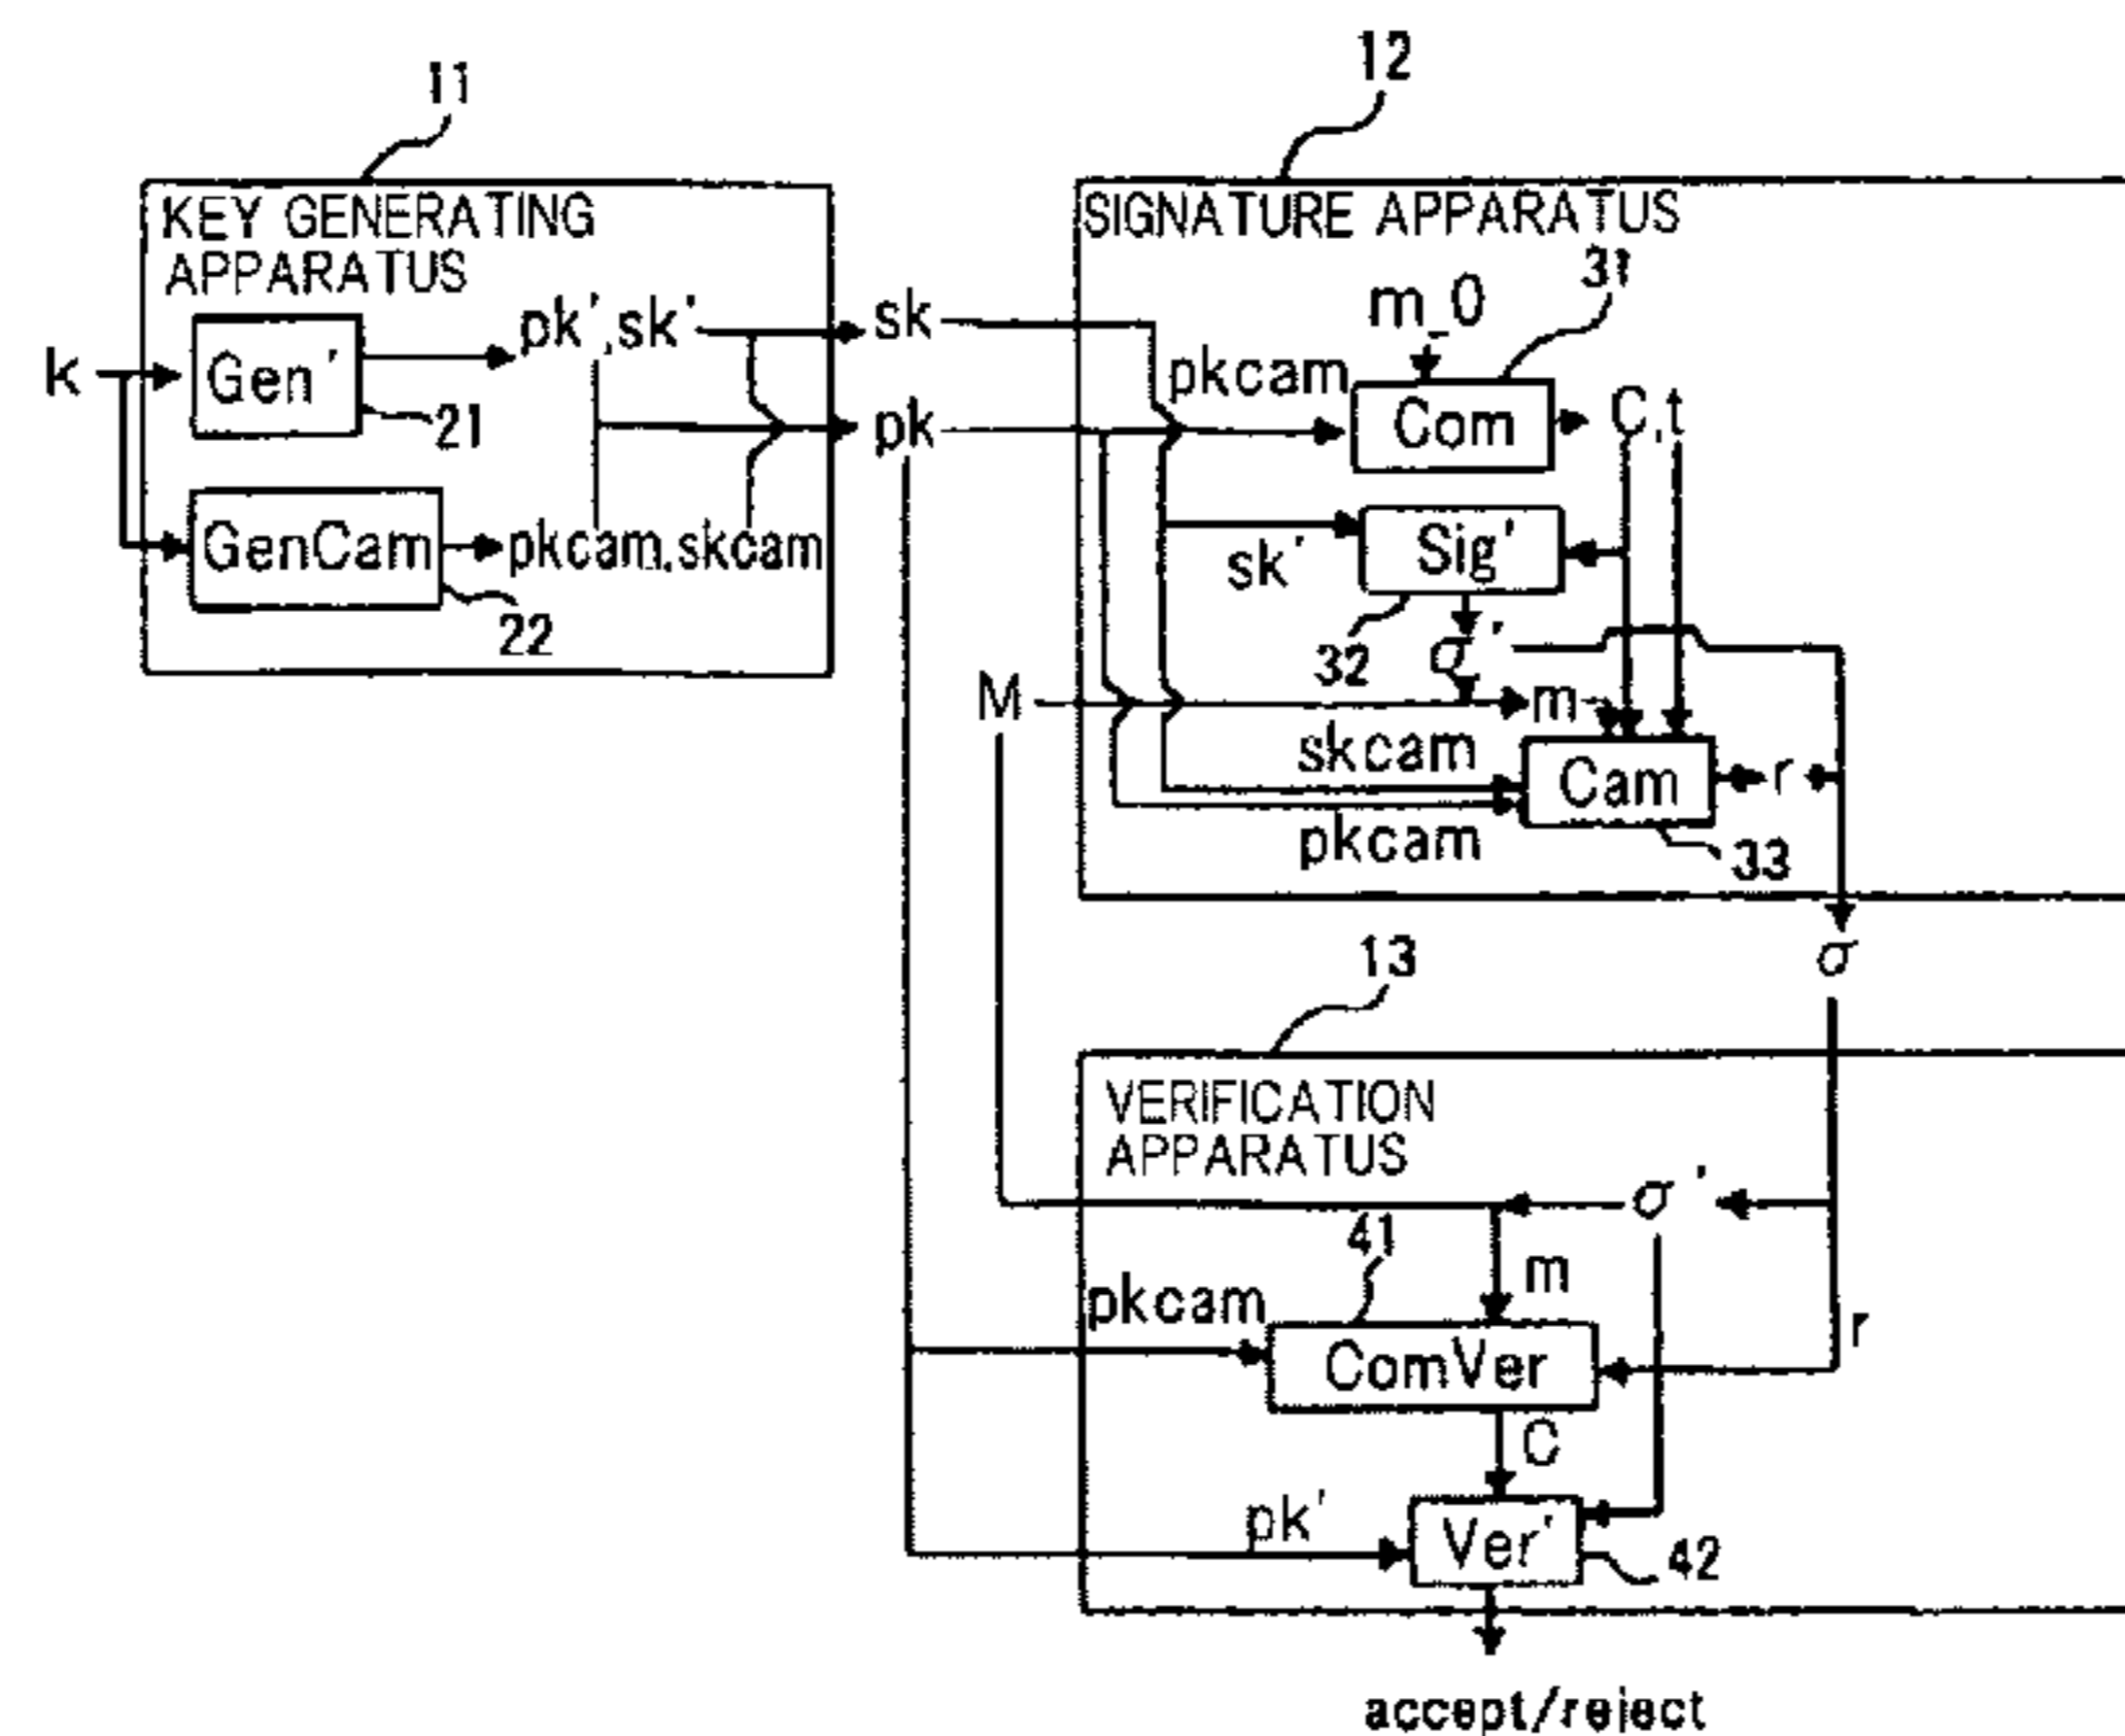 11
KEY GENERATING
APPARATUS
k
Gen'
21
pk',sk'
GenCam
22
pkcam,skcam
sk
pk
12
SIGNATURE APPARATUS
31
m_0
pkcam
Com
C,t
Sig'
sk'
32
σ'
M
m
skcam
Cam
r
pkcam
33
σ
13
VERIFICATION
APPARATUS
σ'
41
m
pkcam
ComVer
r
C
pk'
Ver'
42
accept/reject